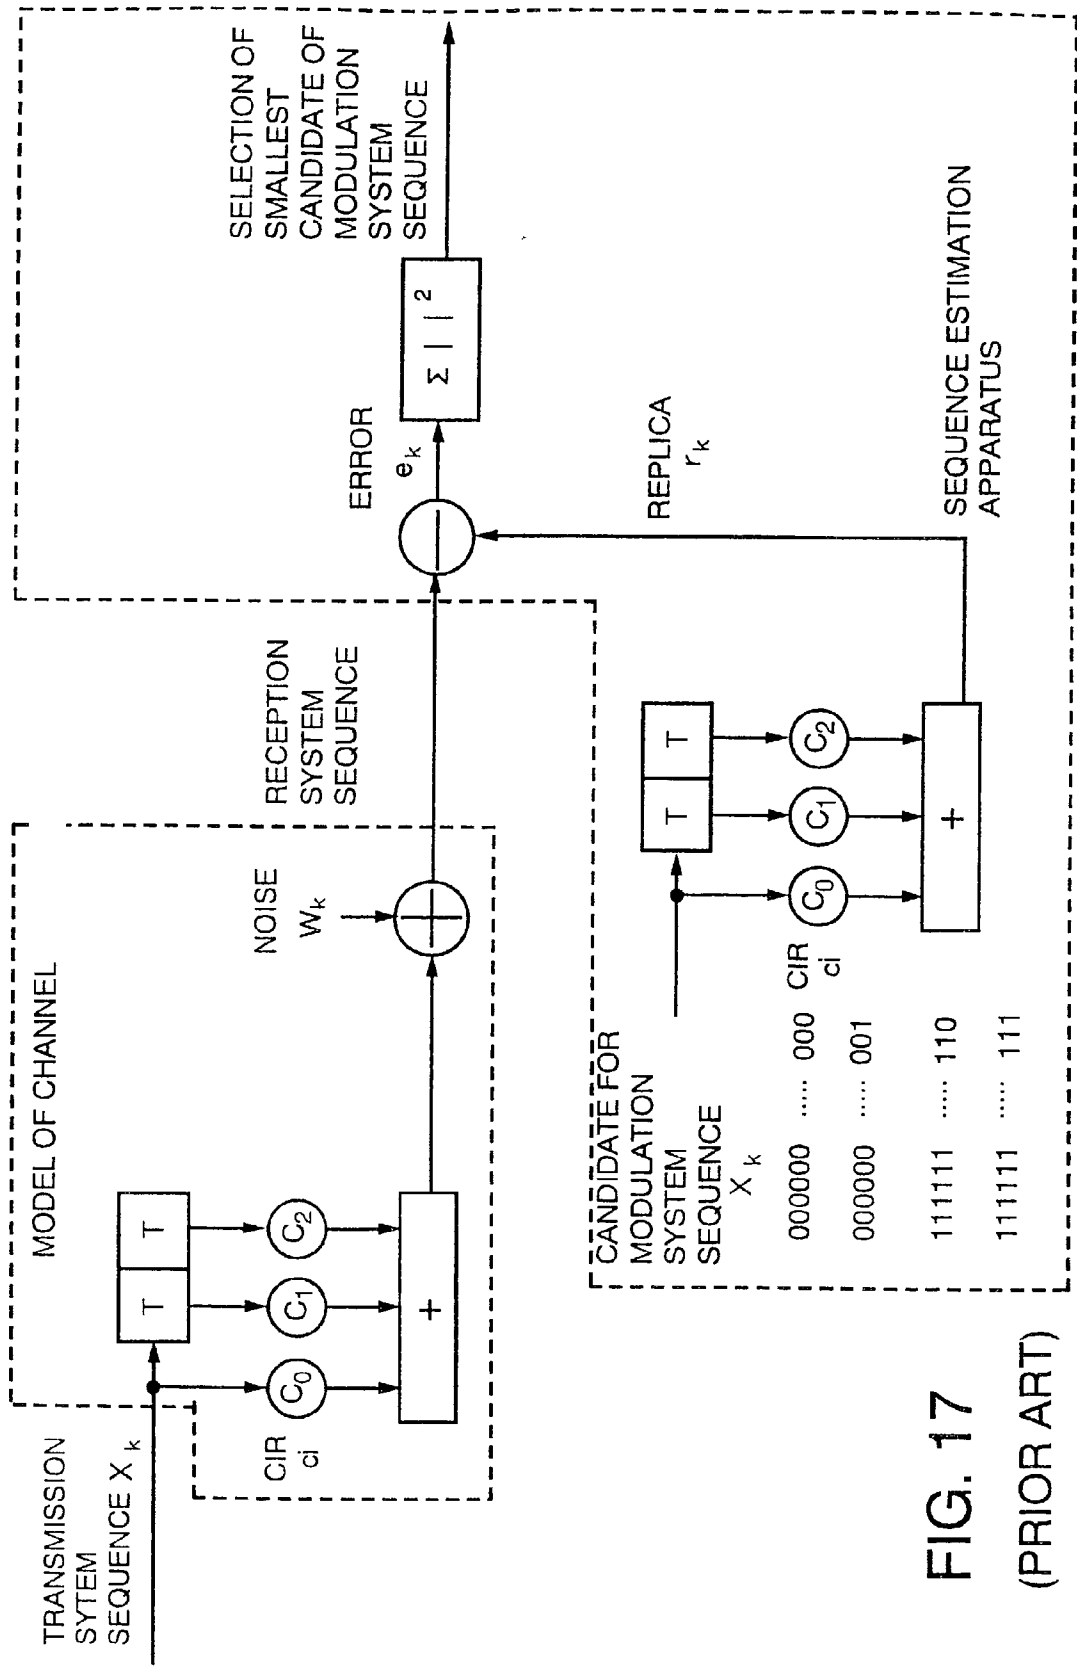 TRANSMISSION
SYTEM
SEQUENCE X k
MODEL OF CHANNEL
T T
CIR
ci
C0 C1 C2
+
NOISE
Wk
RECEPTION
SYSTEM
SEQUENCE
ERROR
ek
Σ | | 2
SELECTION OF
SMALLEST
CANDIDATE OF
MODULATION
SYSTEM
SEQUENCE
REPLICA
rk
CANDIDATE FOR
MODULATION
SYSTEM
SEQUENCE
X k
000000 ..... 000
000000 ..... 001
111111 ..... 110
111111 ..... 111
T T
CIR
ci
C0 C1 C2
+
SEQUENCE ESTIMATION
APPARATUS
FIG. 17
(PRIOR ART)